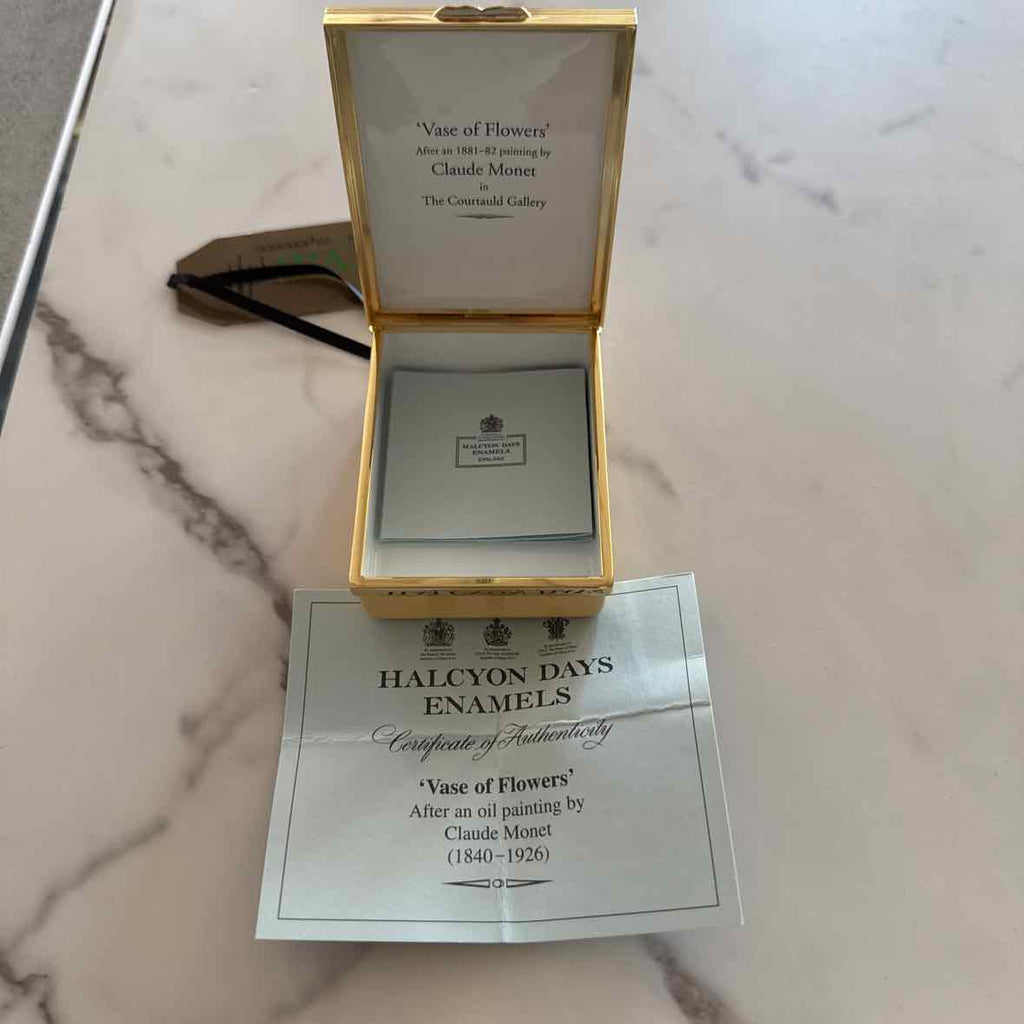 ‘Vase of Flowers’
After an 1881–82 painting by
Claude Monet
in
The Courtauld Gallery
HALCYON DAYS
ENAMELS
ENGLAND
HALCYON DAYS
ENAMELS
Certificate of Authenticity
‘Vase of Flowers’
After an oil painting by
Claude Monet
(1840–1926)